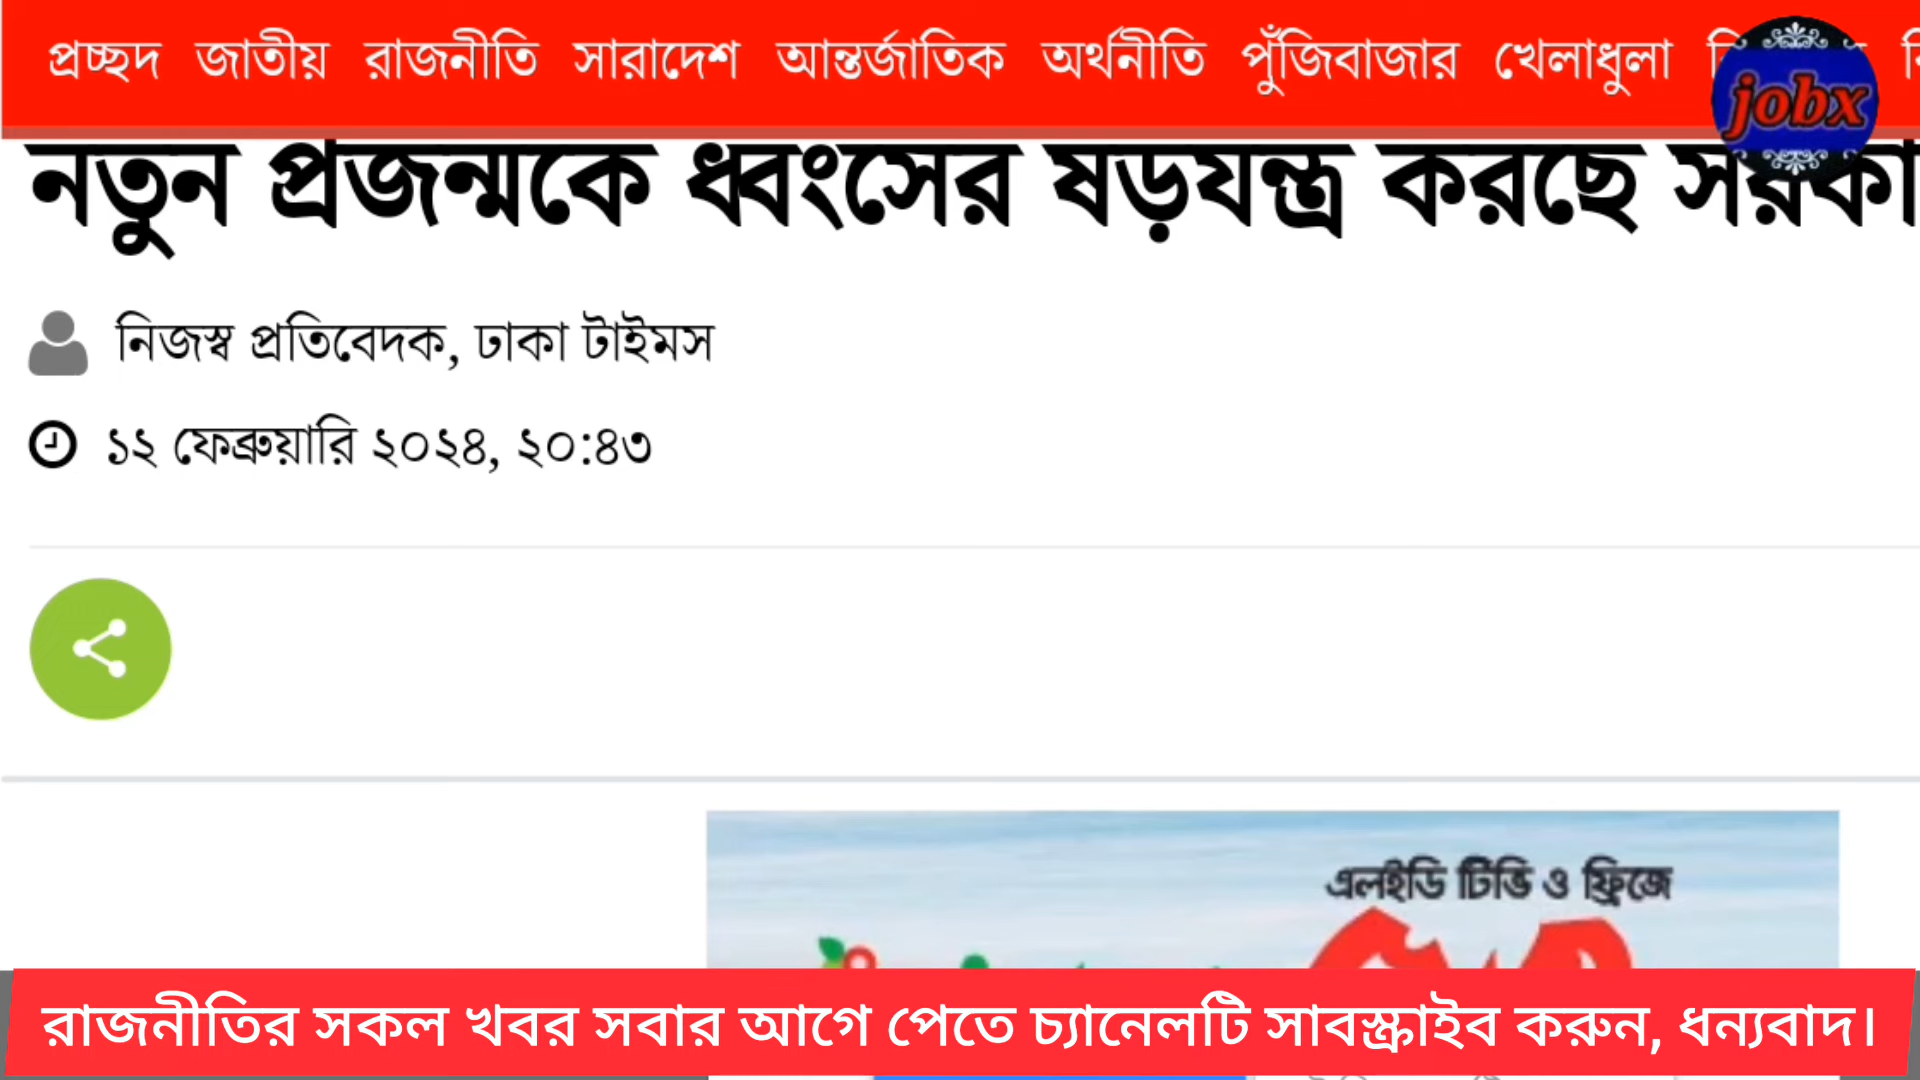 প্রচ্ছদ জাতীয় রাজনীতি সারাদেশ আন্তর্জাতিক অর্থনীতি পুঁজিবাজার খেলাধুলা
jobx
নতুন প্রজন্মকে ধ্বংসের ষড়যন্ত্র করছে সরকা
নিজস্ব প্রতিবেদক, ঢাকা টাইমস
১২ ফেব্রুয়ারি ২০২৪, ২০:৪৩
এলইডি টিভি ও ফ্রিজে
রাজনীতির সকল খবর সবার আগে পেতে চ্যানেলটি সাবস্ক্রাইব করুন, ধন্যবাদ।